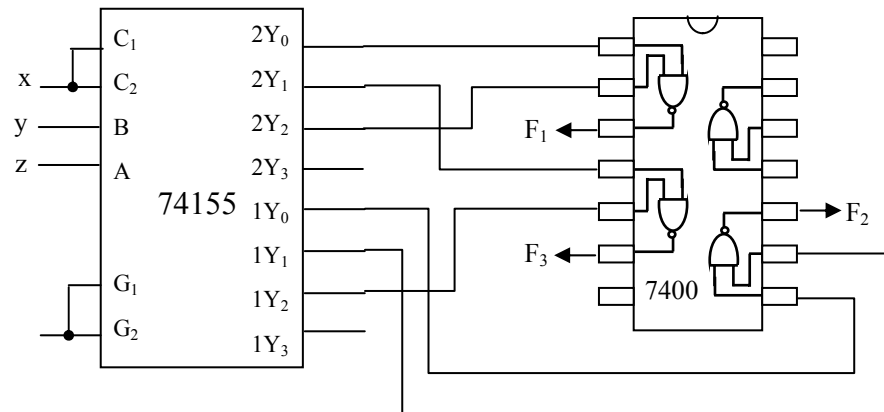 C₁
C₂
B
A
G₁
G₂
x
y
z
74155
2Y₀
2Y₁
2Y₂
2Y₃
1Y₀
1Y₁
1Y₂
1Y₃
F₁
F₃
F₂
7400